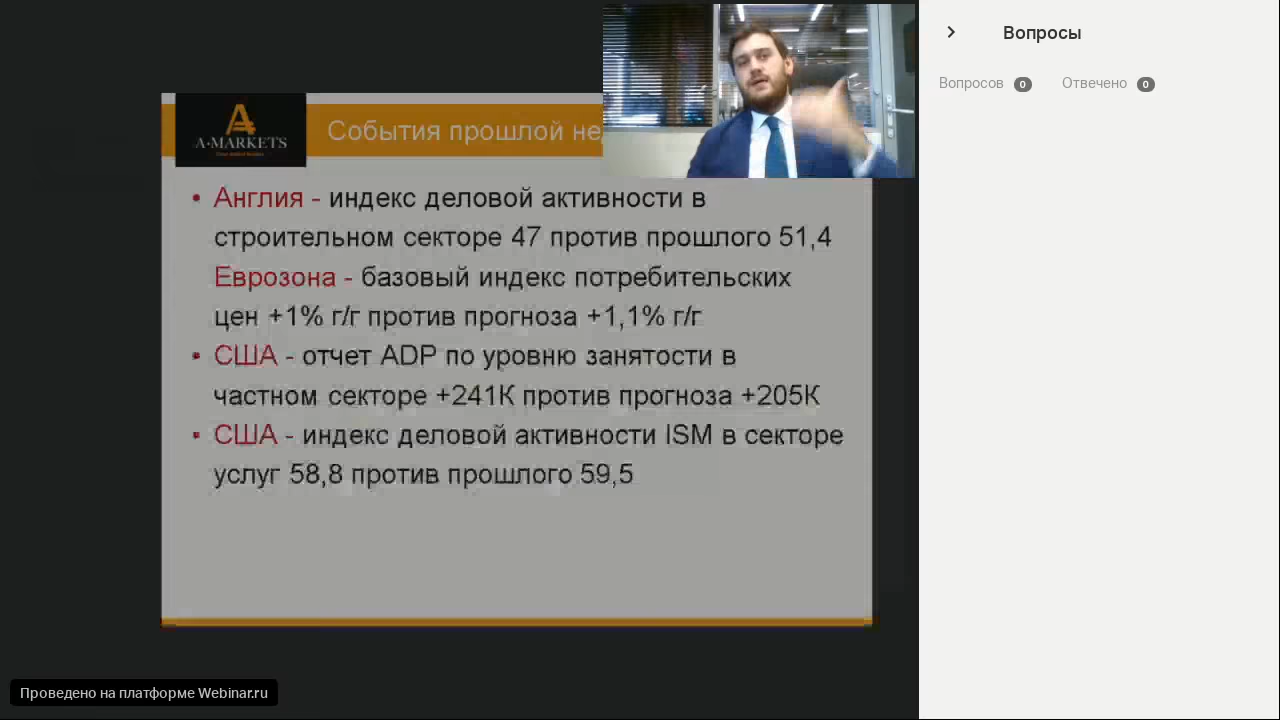 A·MARKETS
События прошлой не
• Англия - индекс деловой активности в
строительном секторе 47 против прошлого 51,4
Еврозона - базовый индекс потребительских
цен +1% г/г против прогноза +1,1% г/г
• США - отчет ADP по уровню занятости в
частном секторе +241К против прогноза +205К
• США - индекс деловой активности ISM в секторе
услуг 58,8 против прошлого 59,5
Проведено на платформе Webinar.ru
Вопросы
Вопросов 0 Отвечено 0